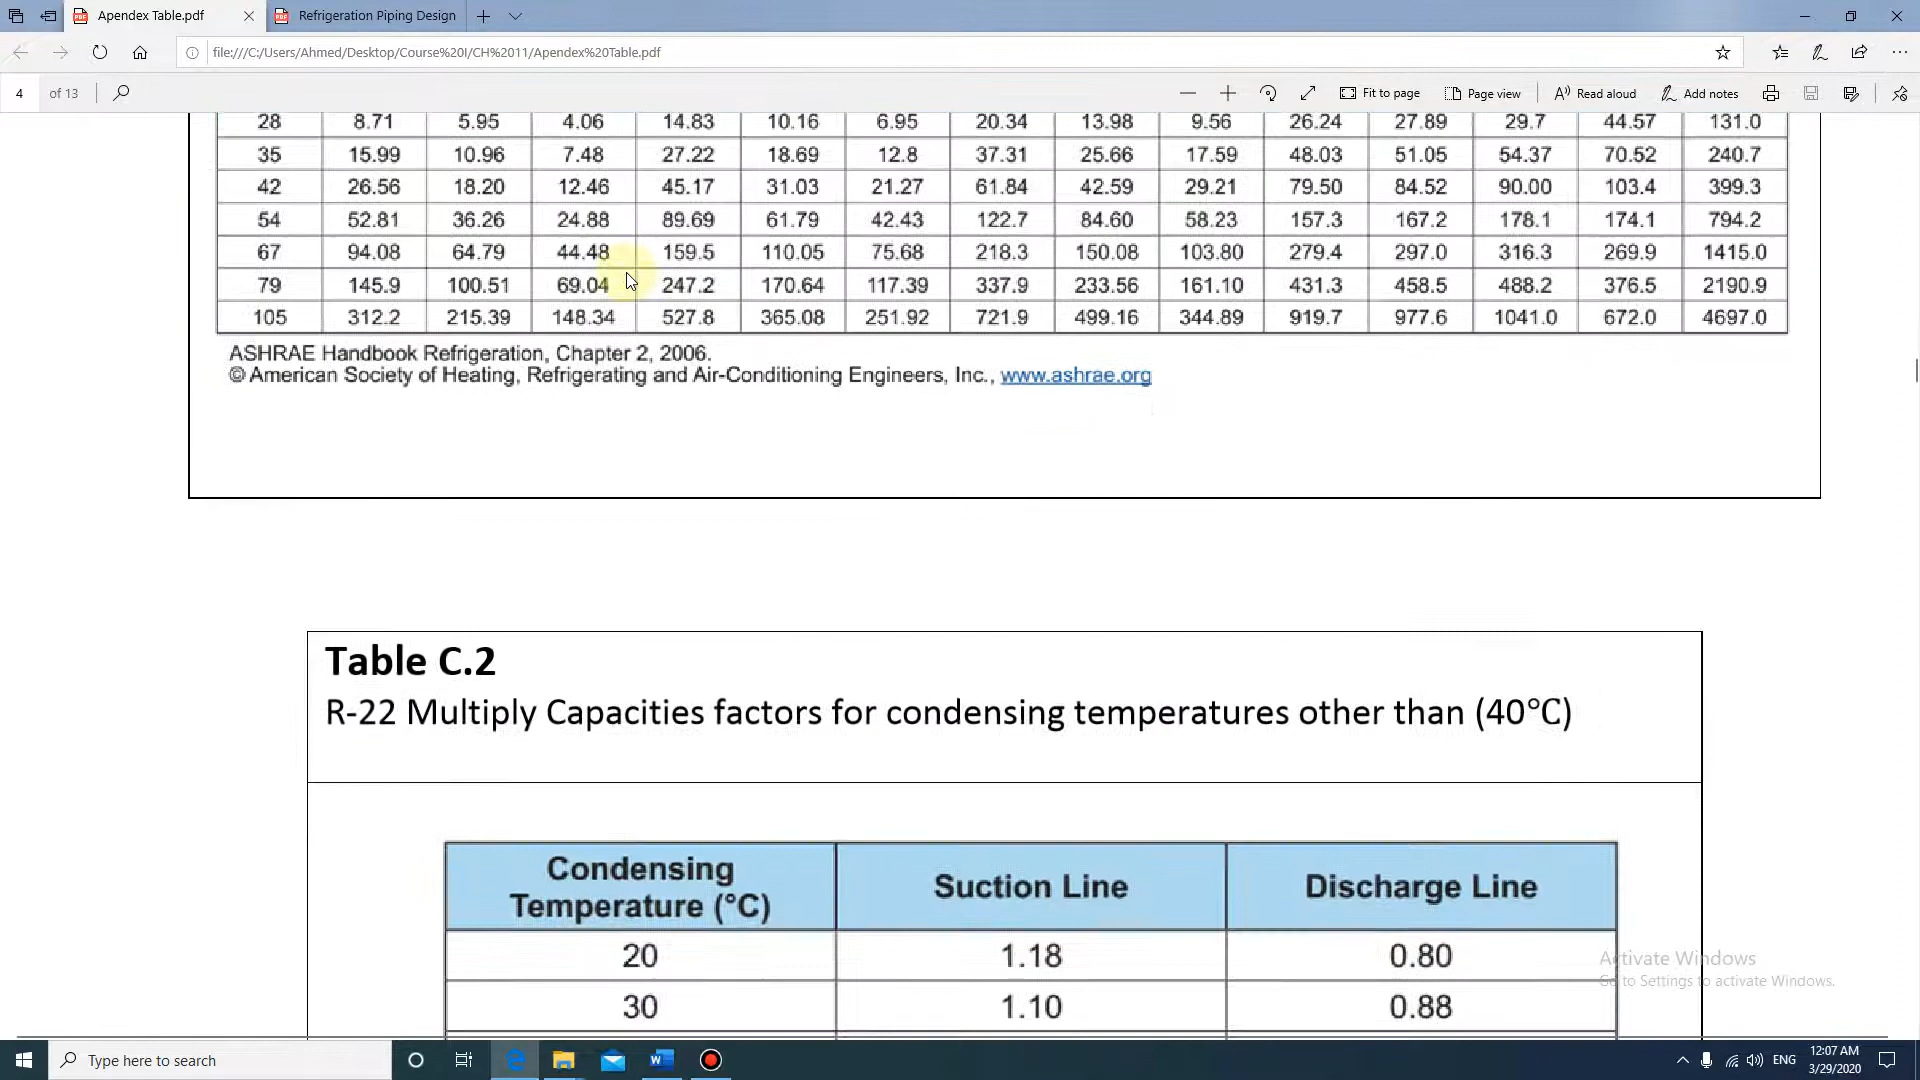 Apendex Table.pdf
Refrigeration Piping Design
file:///C:/Users/Ahmed/Desktop/Course%20I/CH%2011/Apendex%20Table.pdf
4 of 13
Fit to page
Page view
Read aloud
Add notes
28 8.71 5.95 4.06 14.83 10.16 6.95 20.34 13.98 9.56 26.24 27.89 29.7 44.57 131.0
35 15.99 10.96 7.48 27.22 18.69 12.8 37.31 25.66 17.59 48.03 51.05 54.37 70.52 240.7
42 26.56 18.20 12.46 45.17 31.03 21.27 61.84 42.59 29.21 79.50 84.52 90.00 103.4 399.3
54 52.81 36.26 24.88 89.69 61.79 42.43 122.7 84.60 58.23 157.3 167.2 178.1 174.1 794.2
67 94.08 64.79 44.48 159.5 110.05 75.68 218.3 150.08 103.80 279.4 297.0 316.3 269.9 1415.0
79 145.9 100.51 69.04 247.2 170.64 117.39 337.9 233.56 161.10 431.3 458.5 488.2 376.5 2190.9
105 312.2 215.39 148.34 527.8 365.08 251.92 721.9 499.16 344.89 919.7 977.6 1041.0 672.0 4697.0
ASHRAE Handbook Refrigeration, Chapter 2, 2006.
© American Society of Heating, Refrigerating and Air-Conditioning Engineers, Inc., www.ashrae.org
Table C.2
R-22 Multiply Capacities factors for condensing temperatures other than (40℃)
Condensing
Temperature (°C)
Suction Line
Discharge Line
20 1.18 0.80
30 1.10 0.88
Activate Windows
Go to Settings to activate Windows.
Type here to search
ENG
12:07 AM
3/29/2020